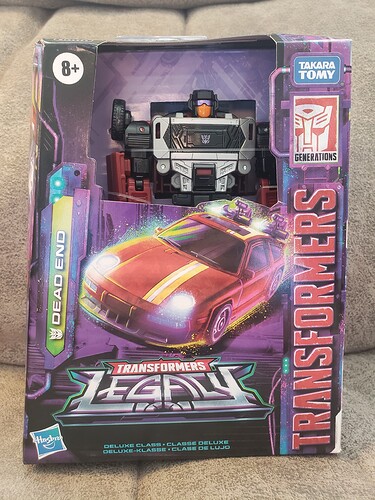 8+
TAKARA
TOMY
GENERATIONS
TRANSFORMERS
DEAD END
TRANSFORMERS
LEGACY
DELUXE CLASS • CLASSE DELUXE
DELUXE-KLASSE • CLASE DE LUJO
Hasbro